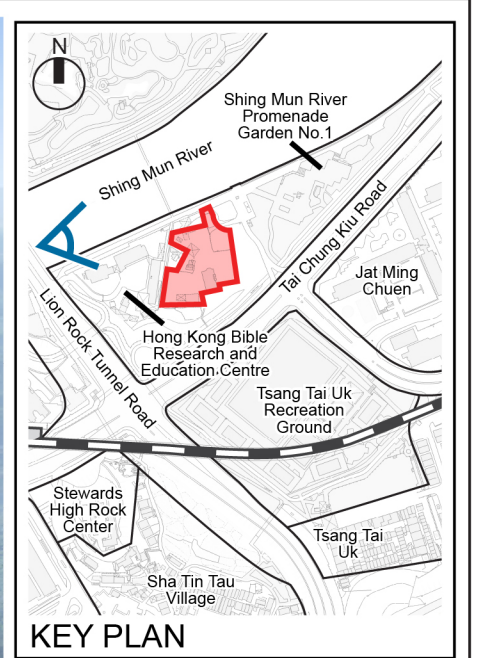 N
Shing Mun River
Promenade
Garden No.1
Shing Mun River
Tai Chung Kiu Road
Jat Ming
Chuen
Lion Rock Tunnel Road
Hong Kong Bible
Research and
Education Centre
Tsang Tai Uk
Recreation
Ground
Stewards
High Rock
Center
Tsang Tai
Uk
Sha Tin Tau
Village
KEY PLAN